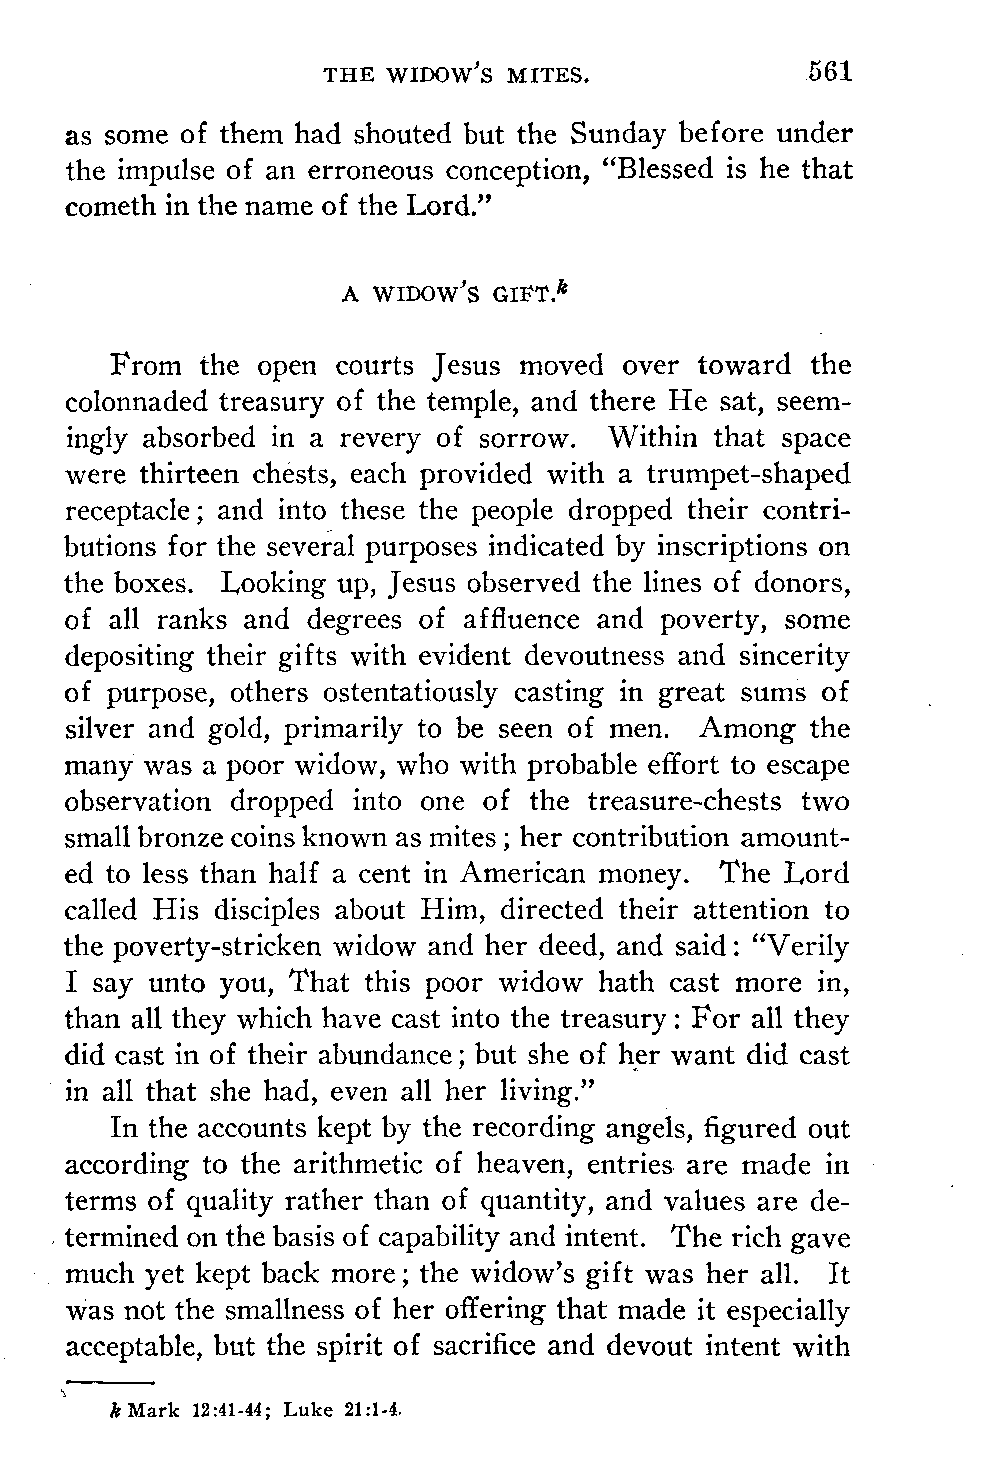 THE WIDOW'S MITES. 561
as some of them had shouted but the Sunday before under
the impulse of an erroneous conception, “Blessed is he that
cometh in the name of the Lord.”
A WIDOW'S GIFT.k
From the open courts Jesus moved over toward the
colonnaded treasury of the temple, and there He sat, seem-
ingly absorbed in a revery of sorrow. Within that space
were thirteen chests, each provided with a trumpet-shaped
receptacle; and into these the people dropped their contri-
butions for the several purposes indicated by inscriptions on
the boxes. Looking up, Jesus observed the lines of donors,
of all ranks and degrees of affluence and poverty, some
depositing their gifts with evident devoutness and sincerity
of purpose, others ostentatiously casting in great sums of
silver and gold, primarily to be seen of men. Among the
many was a poor widow, who with probable effort to escape
observation dropped into one of the treasure-chests two
small bronze coins known as mites; her contribution amount-
ed to less than half a cent in American money. The Lord
called His disciples about Him, directed their attention to
the poverty-stricken widow and her deed, and said: “Verily
I say unto you, That this poor widow hath cast more in,
than all they which have cast into the treasury: For all they
did cast in of their abundance; but she of her want did cast
in all that she had, even all her living.”
In the accounts kept by the recording angels, figured out
according to the arithmetic of heaven, entries are made in
terms of quality rather than of quantity, and values are de-
termined on the basis of capability and intent. The rich gave
much yet kept back more; the widow's gift was her all. It
was not the smallness of her offering that made it especially
acceptable, but the spirit of sacrifice and devout intent with
k Mark 12:41-44; Luke 21:1-4.